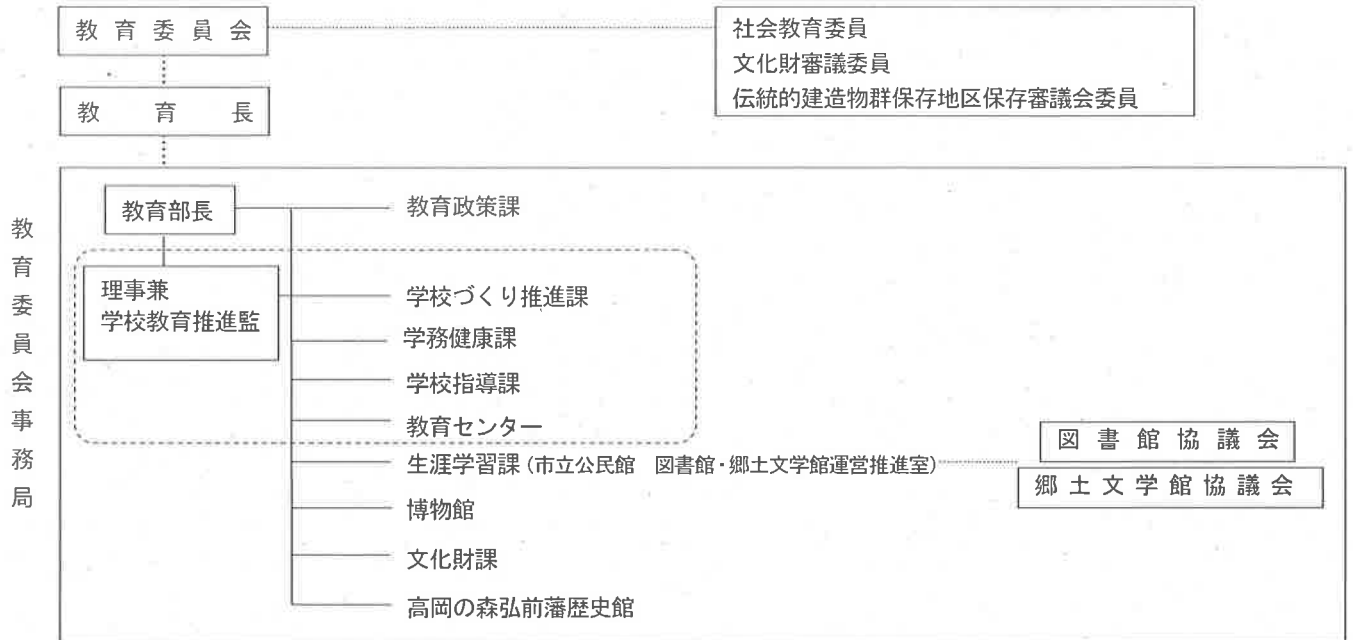 教育委員会
社会教育委員
文化財審議委員
伝統的建造物群保存地区保存審議会委員
教育長
教育委員会事務局
教育部長
教育政策課
理事兼
学校教育推進監
学校づくり推進課
学務健康課
学校指導課
教育センター
生涯学習課(市立公民館 図書館・郷土文学館運営推進室)
図書館協議会
郷土文学館協議会
博物館
文化財課
高岡の森弘前藩歴史館